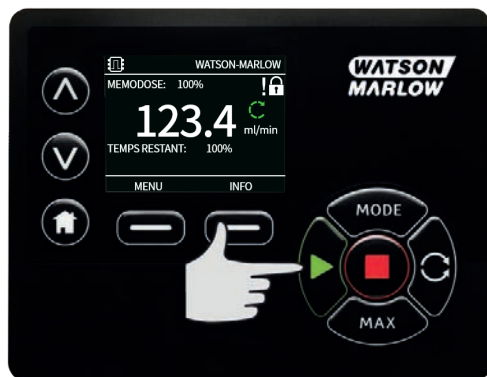 WATSON-MARLOW
MEMODOSE: 100%
!
123.4 ml/min
TEMPS RESTANT: 100%
MENU INFO
WATSON
MARLOW
MODE
MAX